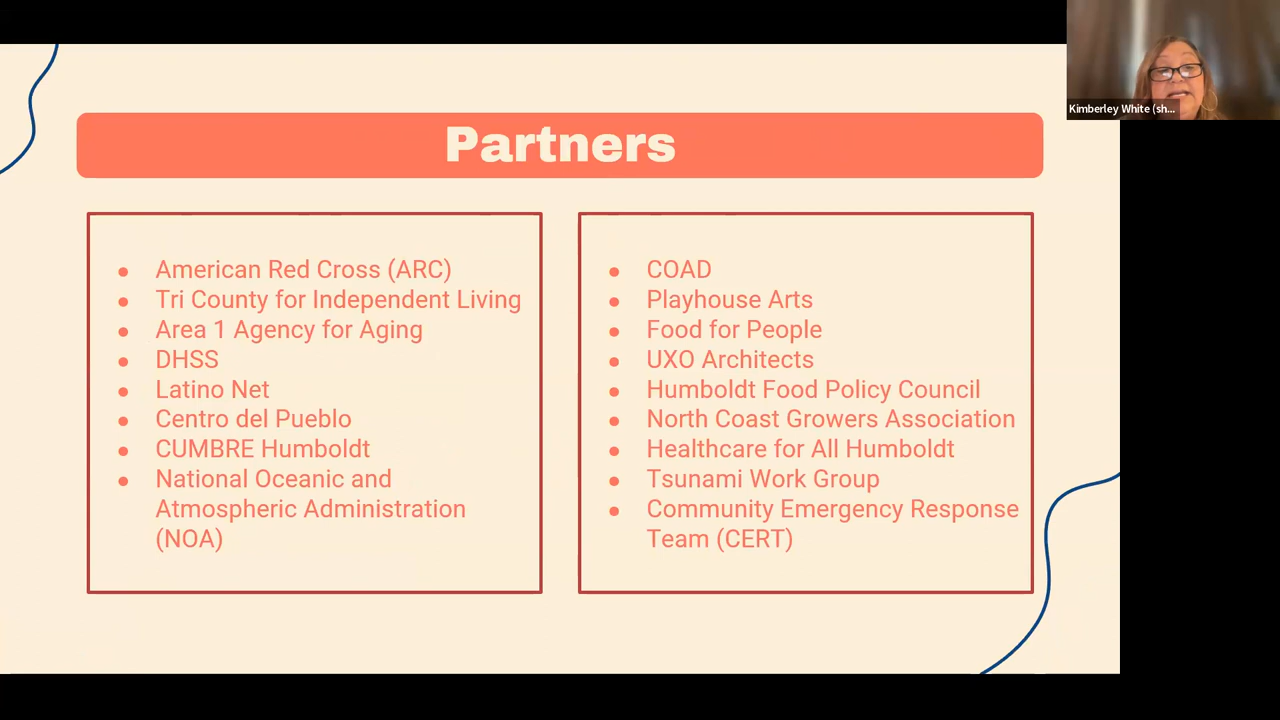 Partners
American Red Cross (ARC)
Tri County for Independent Living
Area 1 Agency for Aging
DHSS
Latino Net
Centro del Pueblo
CUMBRE Humboldt
National Oceanic and
Atmospheric Administration
(NOA)
COAD
Playhouse Arts
Food for People
UXO Architects
Humboldt Food Policy Council
North Coast Growers Association
Healthcare for All Humboldt
Tsunami Work Group
Community Emergency Response
Team (CERT)
Kimberley White (sh...